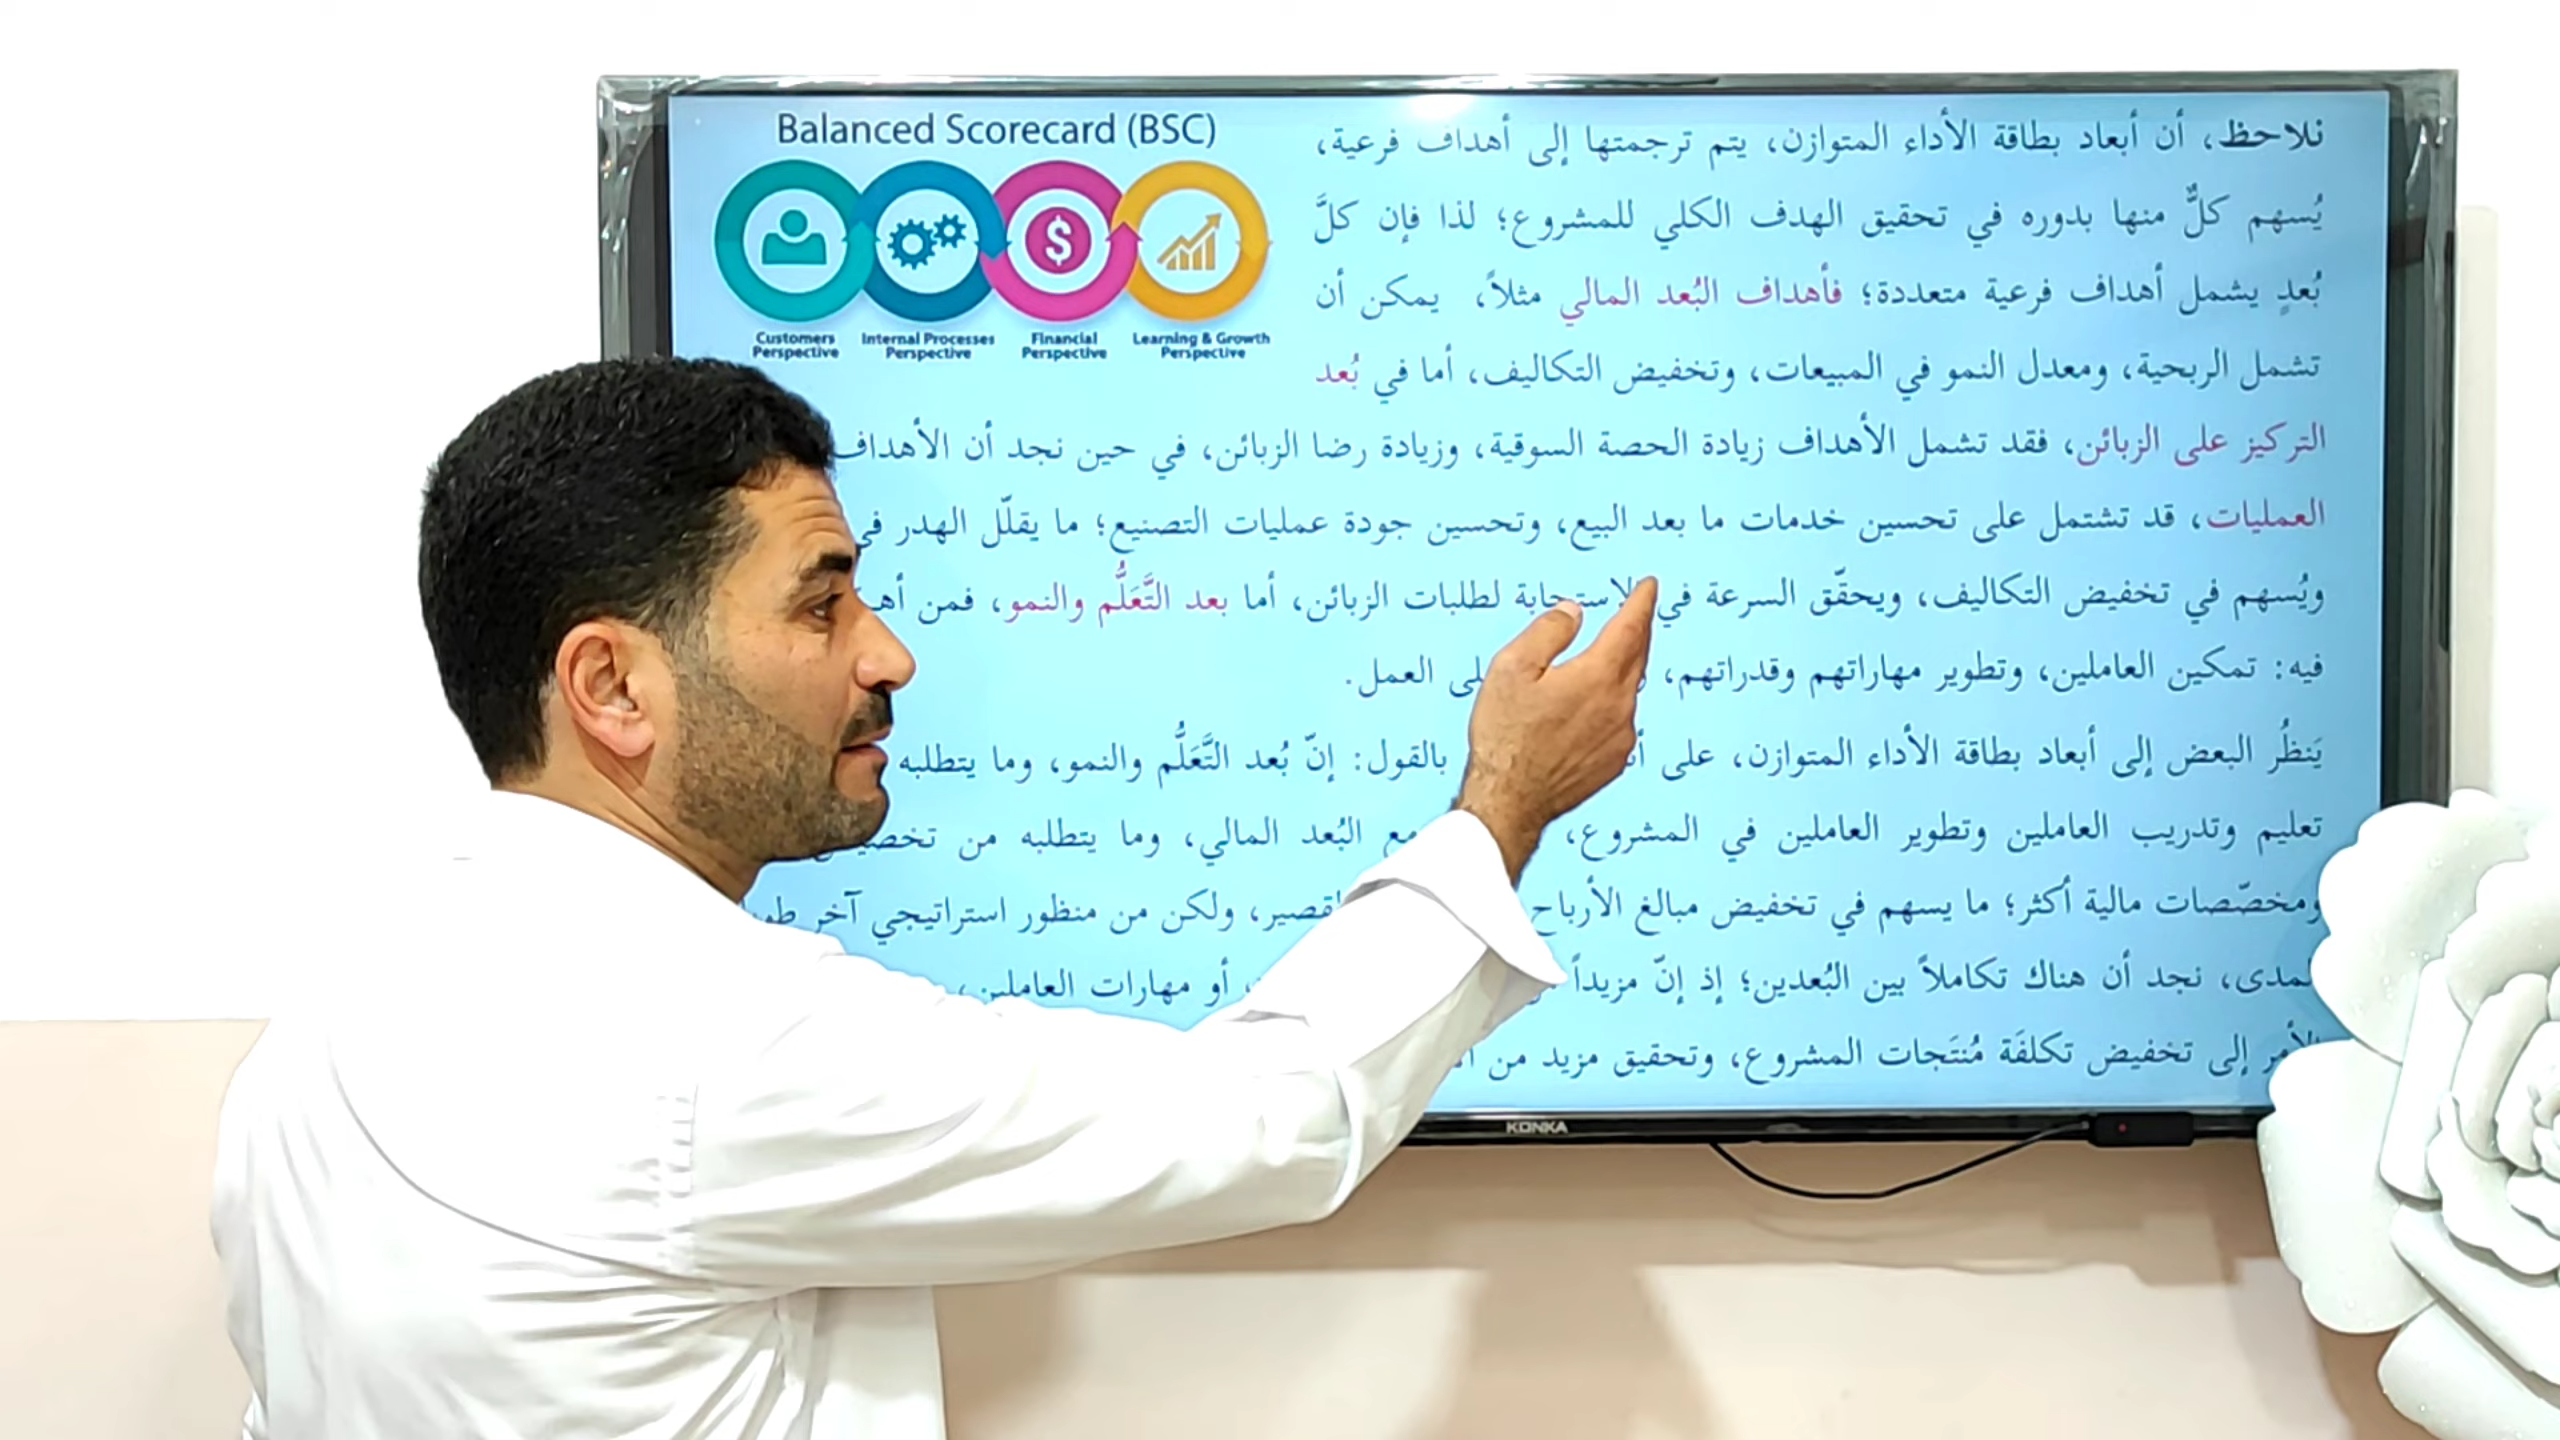 Balanced Scorecard (BSC)
Customers Perspective
Internal Processes Perspective
Financial Perspective
Learning & Growth Perspective
نلاحظ، أن أبعاد بطاقة الأداء المتوازن، يتم ترجمتها إلى أهداف فرعية،
يُسهم كلٌّ منها بدوره في تحقيق الهدف الكلي للمشروع؛ لذا فإن كلَّ
بُعدٍ يشمل أهداف فرعية متعددة؛ فأهداف البُعد المالي مثلاً، يمكن أن
تشمل الربحية، ومعدل النمو في المبيعات، وتخفيض التكاليف، أما في بُعد
التركيز على الزبائن، فقد تشمل الأهداف زيادة الحصة السوقية، وزيادة رضا الزبائن، في حين نجد أن الأهداف
العمليات، قد تشتمل على تحسين خدمات ما بعد البيع، وتحسين جودة عمليات التصنيع؛ ما يقلّل الهدر في
ويُسهم في تخفيض التكاليف، ويحقّق السرعة في الاستجابة لطلبات الزبائن، أما بعد التَّعَلُّم والنمو، فمن
فيه: تمكين العاملين، وتطوير مهاراتهم وقدراتهم، العمل.
يَنظُر البعض إلى أبعاد بطاقة الأداء المتوازن، على بالقول: إنّ بُعد التَّعَلُّم والنمو، وما يتطلبه
تعليم وتدريب العاملين وتطوير العاملين في المشروع، مع البُعد المالي، وما يتطلبه من
ومخصّصات مالية أكثر؛ ما يسهم في تخفيض مبالغ الأرباح ولكن من منظور استراتيجي آخر
المدى، نجد أن هناك تكاملاً بين البُعدين؛ إذ إنّ مزيداً أو مهارات العاملين،
الأمر إلى تخفيض تكلفَة مُنتَجات المشروع، وتحقيق مزيد من
KONKA